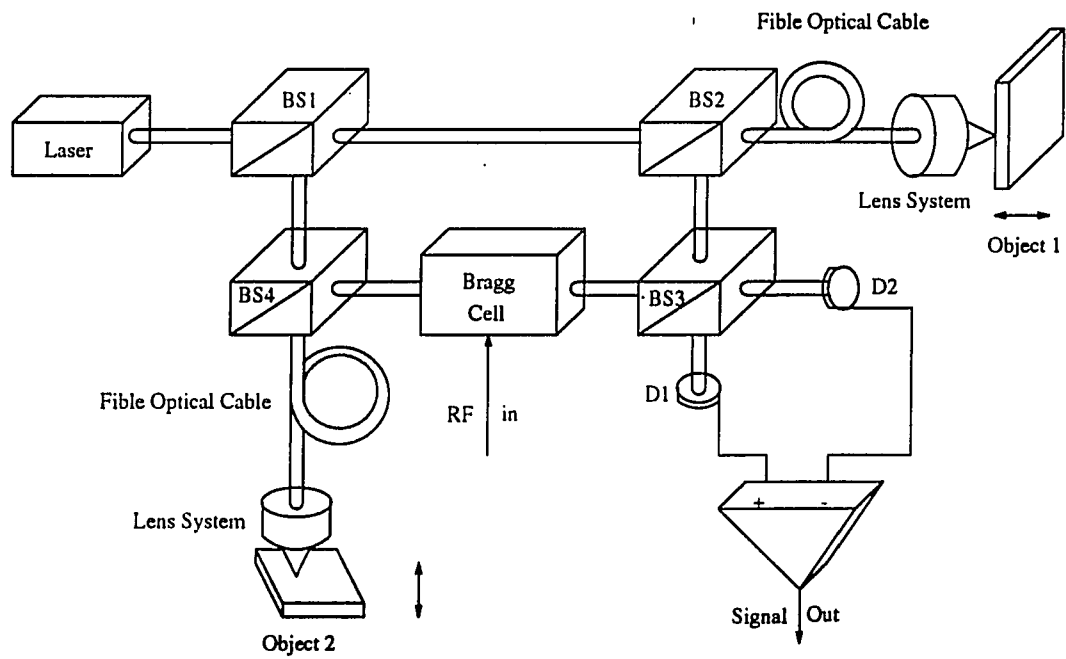 Fible Optical Cable
BS1
BS2
Laser
Lens System
Object 1
BS4
Bragg
Cell
BS3
D2
Fible Optical Cable
RF in
D1
Lens System
+ -
Signal Out
Object 2